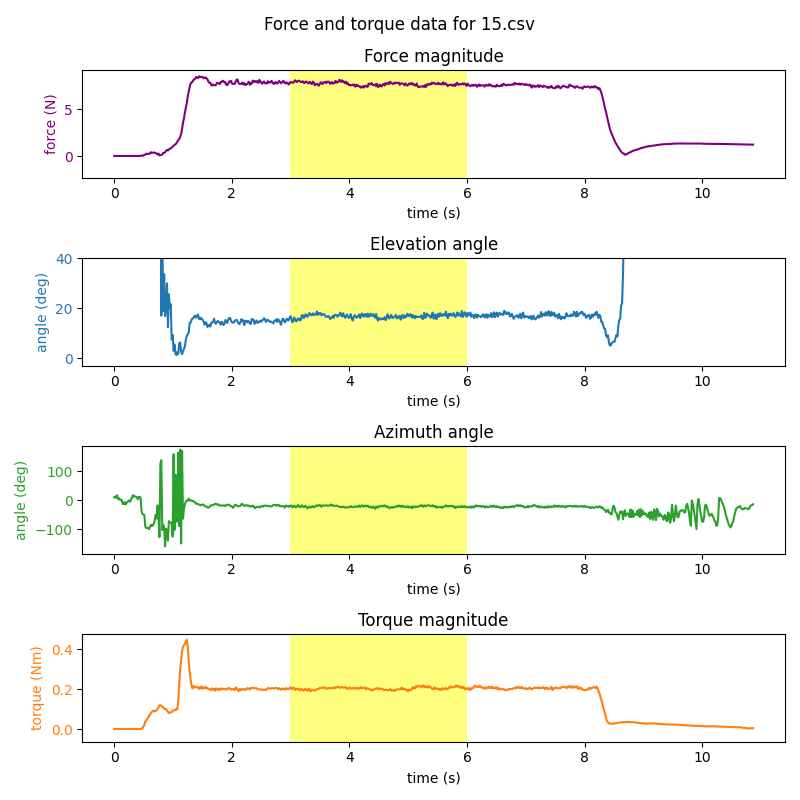 Force and torque data for 15.csv
Force magnitude
force (N)
5
0
0 2 4 6 8 10
time (s)
Elevation angle
angle (deg)
40
20
0
0 2 4 6 8 10
time (s)
Azimuth angle
angle (deg)
100
0
−100
0 2 4 6 8 10
time (s)
Torque magnitude
torque (Nm)
0.4
0.2
0.0
0 2 4 6 8 10
time (s)